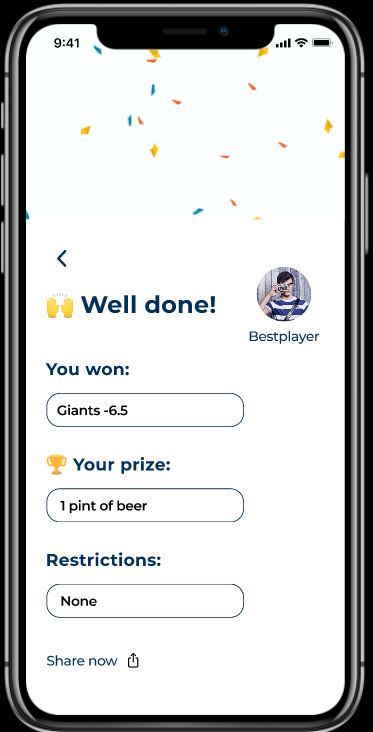 9:41
Well done!
Bestplayer
You won:
Giants -6.5
Your prize:
1 pint of beer
Restrictions:
None
Share now